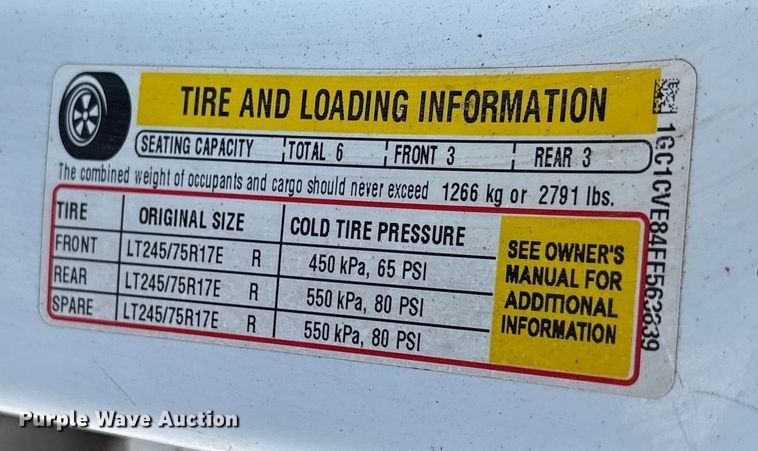 TIRE AND LOADING INFORMATION
SEATING CAPACITY TOTAL 6 FRONT 3 REAR 3
The combined weight of occupants and cargo should never exceed 1266 kg or 2791 lbs.
TIRE ORIGINAL SIZE COLD TIRE PRESSURE
FRONT LT245/75R17E R 450 kPa, 65 PSI
REAR LT245/75R17E R 550 kPa, 80 PSI
SPARE LT245/75R17E R 550 kPa, 80 PSI
SEE OWNER'S
MANUAL FOR
ADDITIONAL
INFORMATION
1GC1CVE84FF563839
Purple Wave Auction